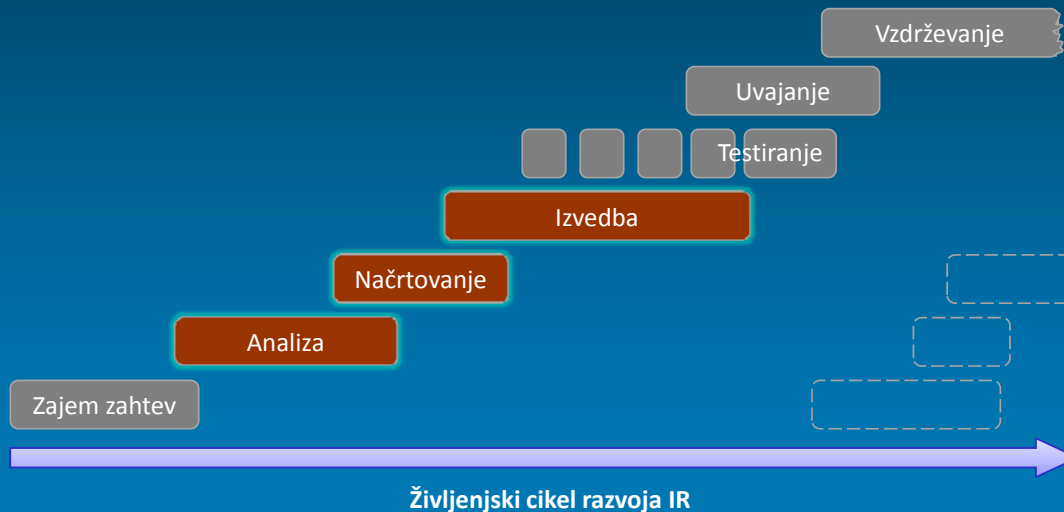 Vzdrževanje
Uvajanje
Testiranje
Izvedba
Načrtovanje
Analiza
Zajem zahtev
Življenjski cikel razvoja IR